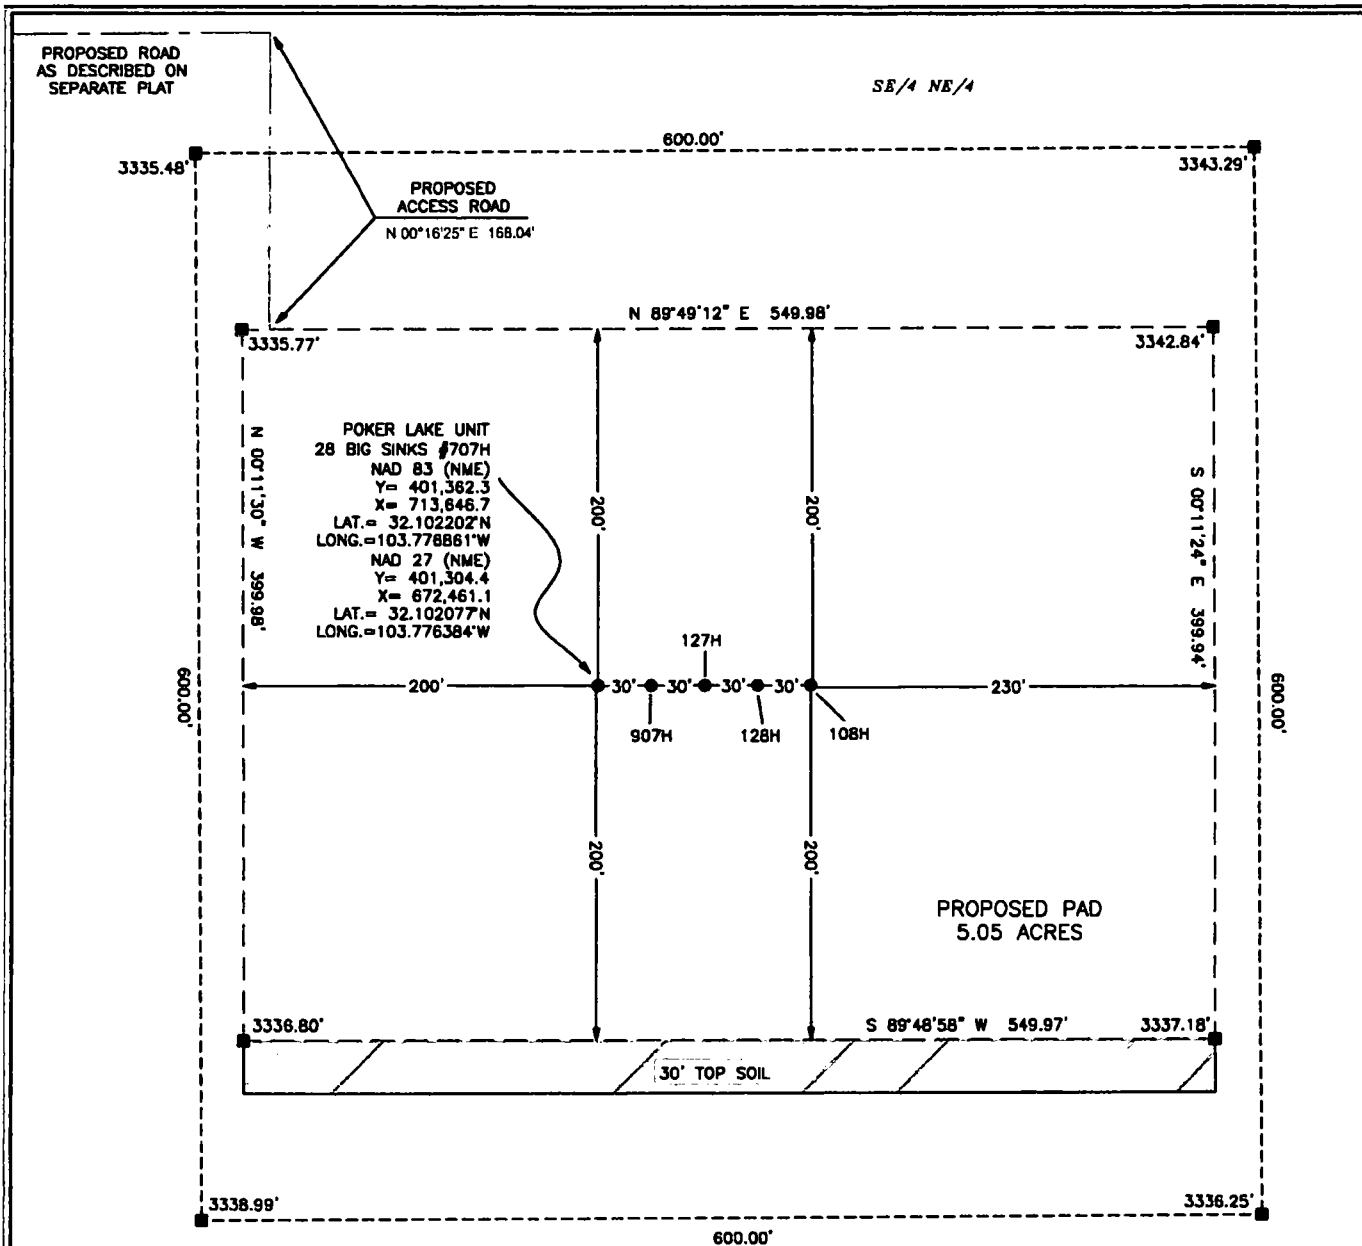 PROPOSED ROAD
AS DESCRIBED ON
SEPARATE PLAT
SE/4 NE/4
600.00'
3335.48'
3343.29'
PROPOSED
ACCESS ROAD
N 00°16'25" E 168.04'
N 89°49'12" E 549.98'
3335.77'
3342.84'
N 00°11'30" W 399.98'
POKER LAKE UNIT
28 BIG SINKS #707H
NAD 83 (NME)
Y= 401,362.3
X= 713,646.7
LAT.= 32.102202°N
LONG.=103.776861°W
NAD 27 (NME)
Y= 401,304.4
X= 672,461.1
LAT.= 32.102077°N
LONG.=103.776384°W
200'
200'
S 00°11'24" E 399.94'
127H
600.00'
200'
30'
30'
30'
30'
230'
600.00'
907H
128H
108H
200'
200'
PROPOSED PAD
5.05 ACRES
3336.80'
S 89°48'58" W 549.97'
3337.18'
30' TOP SOIL
3338.99'
3336.25'
600.00'